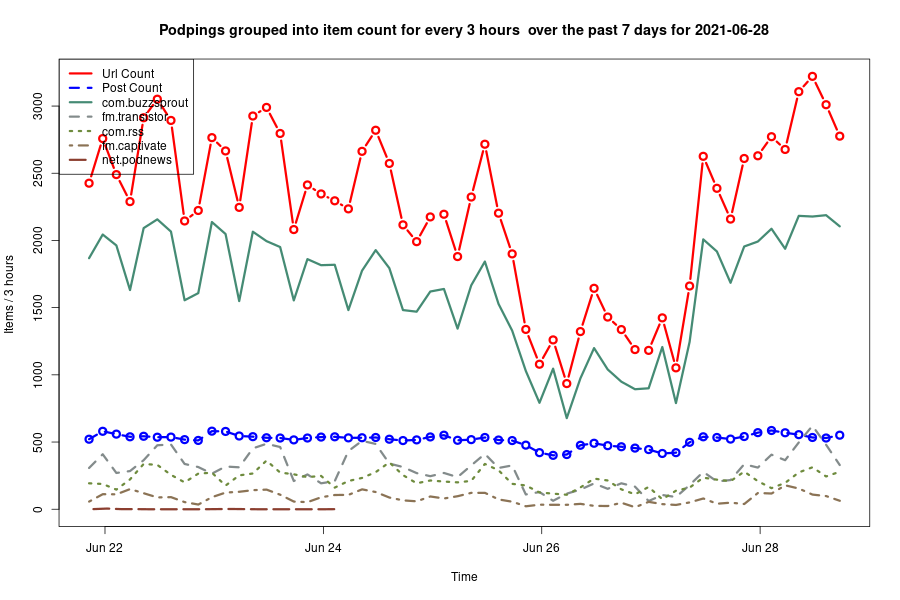 Podpings grouped into item count for every 3 hours  over the past 7 days for 2021-06-28
Url Count
Post Count
com.buzzsprout
fm.transistor
com.rss
fm.captivate
net.podnews
Items / 3 hours
3000
2500
2000
1500
1000
500
0
Jun 22
Jun 24
Jun 26
Jun 28
Time